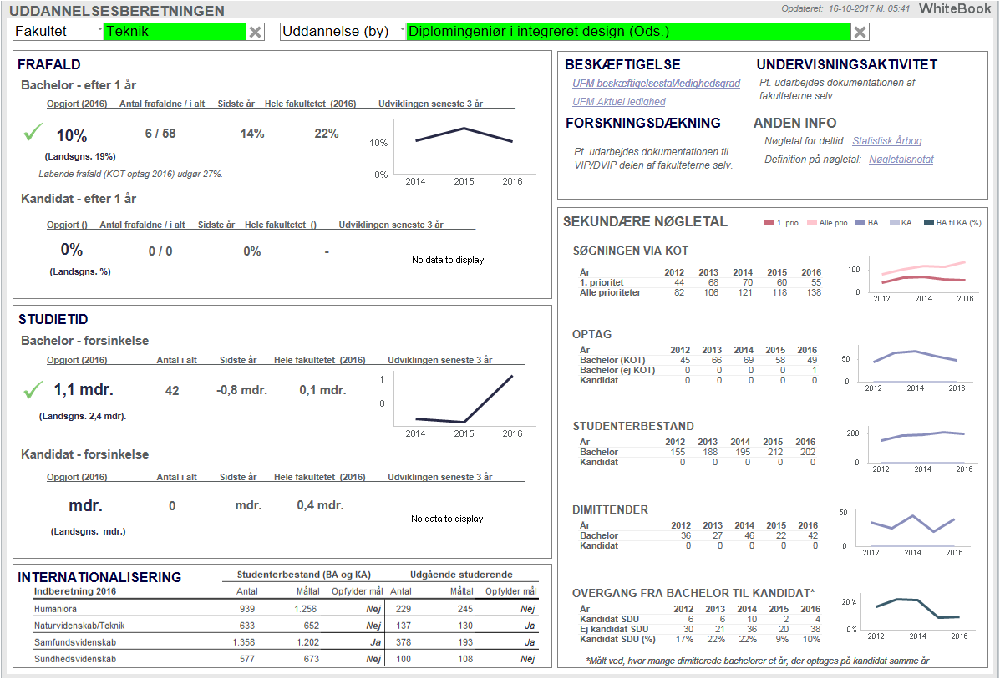 UDDANNELSESBERETNINGEN
Opdateret: 16-10-2017 kl. 05:41 WhiteBook
Fakultet Teknik Uddannelse (by) Diplomingeniør i integreret design (Ods.)
FRAFALD
Bachelor - efter 1 år
Opgjort (2016) Antal frafaldne / i alt Sidste år Hele fakultetet (2016) Udviklingen seneste 3 år
10% 6 / 58 14% 22%
(Landsgns. 19%)
Løbende frafald (KOT optag 2016) udgør 27%.
10%
0%
2014 2015 2016
Kandidat - efter 1 år
Opgjort () Antal frafaldne / i alt Sidste år Hele fakultetet () Udviklingen seneste 3 år
0% 0 / 0 0% -
No data to display
(Landsgns. %)
STUDIETID
Bachelor - forsinkelse
Opgjort (2016) Antal i alt Sidste år Hele fakultetet (2016) Udviklingen seneste 3 år
1,1 mdr. 42 -0,8 mdr. 0,1 mdr.
(Landsgns. 2,4 mdr).
1
0
2014 2015 2016
Kandidat - forsinkelse
Opgjort (2016) Antal i alt Sidste år Hele fakultetet (2016) Udviklingen seneste 3 år
mdr. 0 mdr. 0,4 mdr.
No data to display
(Landsgns. mdr.)
INTERNATIONALISERING
Studenterbestand (BA og KA) Udgående studerende
Indberetning 2016 Antal Måltal Opfylder mål Antal Måltal Opfylder mål
Humaniora 939 1.256 Nej 229 245 Nej
Naturvidenskab/Teknik 633 652 Nej 137 130 Ja
Samfundsvidenskab 1.358 1.202 Ja 378 193 Ja
Sundhedsvidenskab 577 673 Nej 100 108 Nej
BESKÆFTIGELSE
UFM beskæftigelsestal/ledighedsgrad
UFM Aktuel ledighed
UNDERVISNINGSAKTIVITET
Pt. udarbejdes dokumentationen af
fakulteterne selv.
FORSKNINGSDÆKNING
Pt. udarbejdes dokumentationen til
VIP/DVIP delen af fakulteterne selv.
ANDEN INFO
Nøgletal for deltid: Statistisk Årbog
Definition på nøgletal: Nøgletalsnotat
SEKUNDÆRE NØGLETAL
1. prio. Alle prio. BA KA BA til KA (%)
SØGNINGEN VIA KOT
År 2012 2013 2014 2015 2016
1. prioritet 44 68 70 60 55
Alle prioriteter 82 106 121 118 138
100
0
2012 2014 2016
OPTAG
År 2012 2013 2014 2015 2016
Bachelor (KOT) 45 66 69 58 49
Bachelor (ej KOT) 0 0 0 0 1
Kandidat 0 0 0 0 0
50
0
2012 2014 2016
STUDENTERBESTAND
År 2012 2013 2014 2015 2016
Bachelor 155 188 195 212 202
Kandidat 0 0 0 0 0
200
0
2012 2014 2016
DIMITTENDER
År 2012 2013 2014 2015 2016
Bachelor 36 27 46 22 42
Kandidat 0 0 0 0 0
50
0
2012 2014 2016
OVERGANG FRA BACHELOR TIL KANDIDAT*
År 2012 2013 2014 2015 2016
Kandidat SDU 6 6 10 2 4
Ej kandidat SDU 30 21 36 20 38
Kandidat SDU (%) 17% 22% 22% 9% 10%
20 %
0 %
2012 2014 2016
*Målt ved, hvor mange dimitterede bachelorer et år, der optages på kandidat samme år